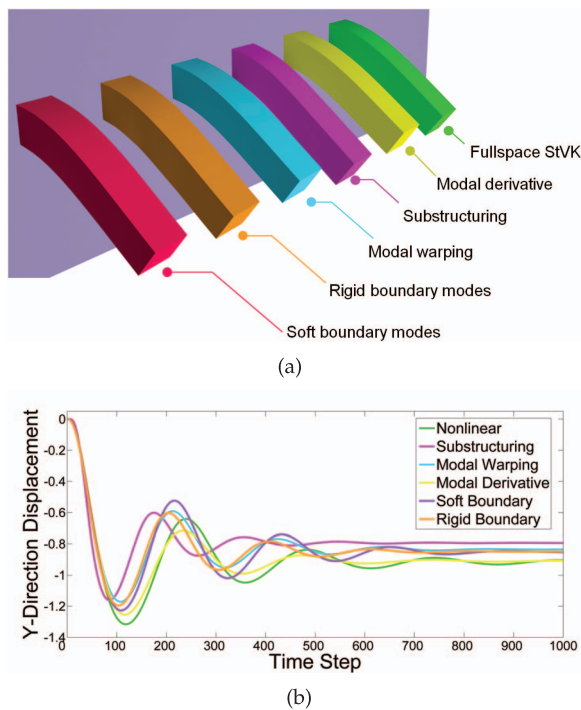 Fullspace StVK
Modal derivative
Substructuring
Modal warping
Rigid boundary modes
Soft boundary modes
(a)
Y-Direction Displacement
0
-0.2
-0.4
-0.6
-0.8
-1
-1.2
-1.4
Nonlinear
Substructuring
Modal Warping
Modal Derivative
Soft Boundary
Rigid Boundary
0 100 200 300 400 500 600 700 800 900 1000
Time Step
(b)